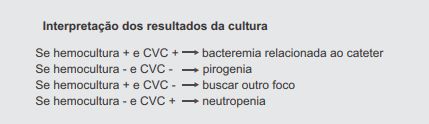 Interpretação dos resultados da cultura
Se hemocultura + e CVC + → bacteremia relacionada ao cateter
Se hemocultura - e CVC - → pirogenia
Se hemocultura + e CVC - → buscar outro foco
Se hemocultura - e CVC + → neutropenia